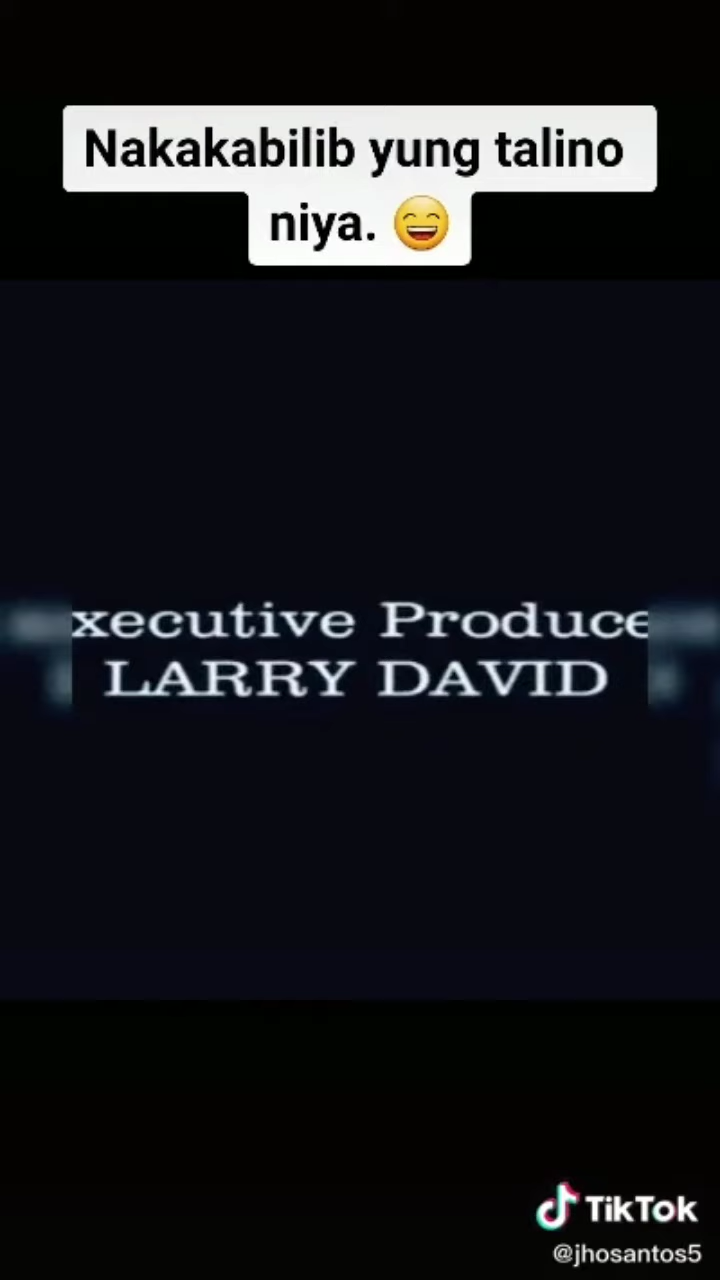 Nakakabilib yung talino
niya. 😄
xecutive Produce
LARRY DAVID
TikTok
@jhosantos5